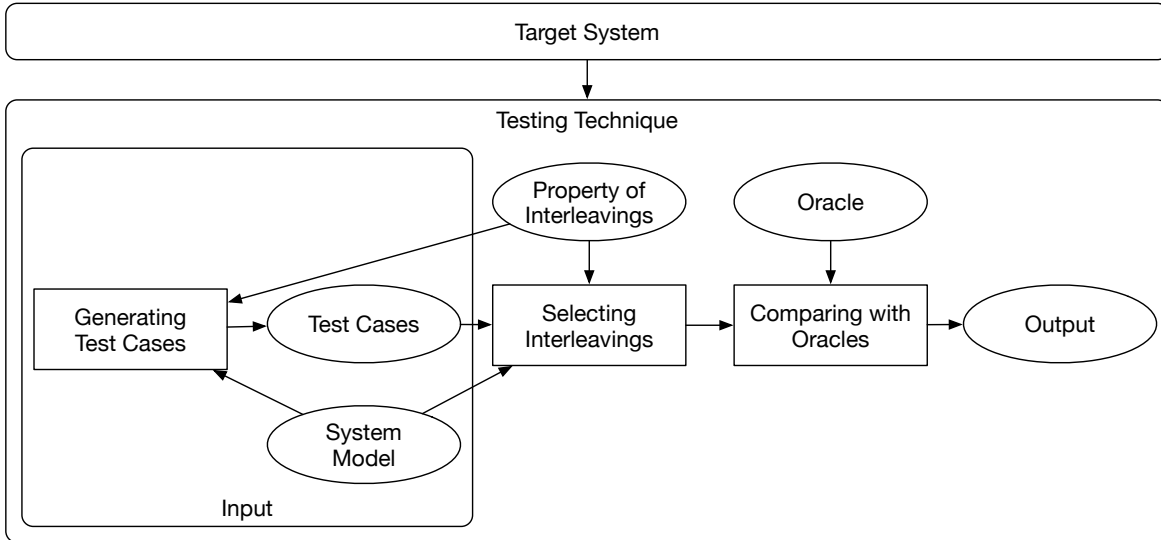 Target System
Testing Technique
Property of
Interleavings
Oracle
Generating
Test Cases
Test Cases
Selecting
Interleavings
Comparing with
Oracles
Output
System
Model
Input